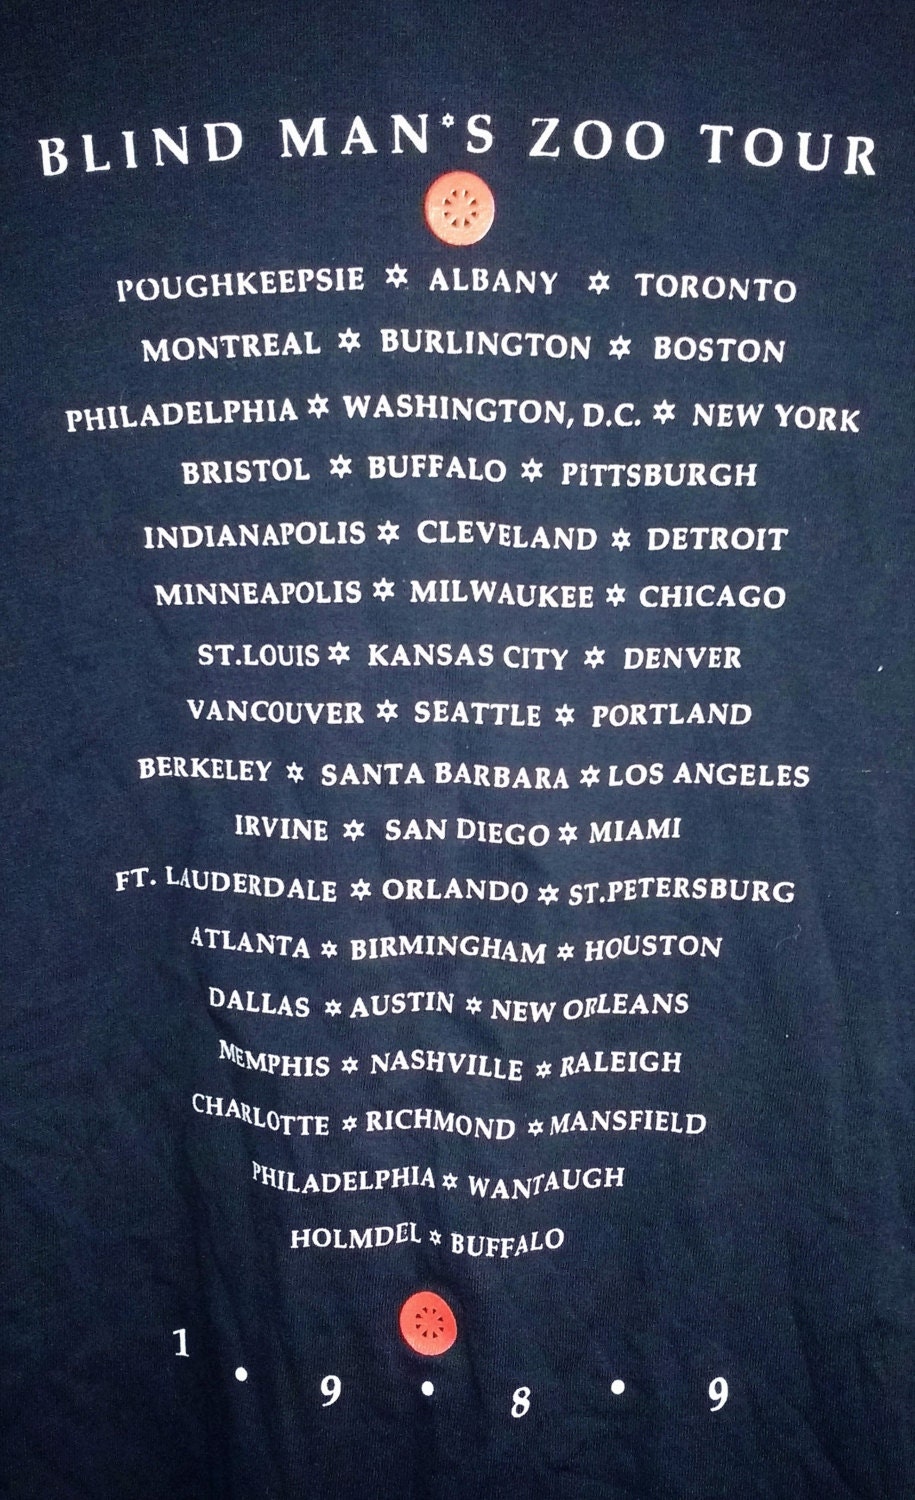 BLIND MAN'S ZOO TOUR
POUGHKEEPSIE ✡ ALBANY ✡ TORONTO
MONTREAL ✡ BURLINGTON ✡ BOSTON
PHILADELPHIA ✡ WASHINGTON, D.C. ✡ NEW YORK
BRISTOL ✡ BUFFALO ✡ PITTSBURGH
INDIANAPOLIS ✡ CLEVELAND ✡ DETROIT
MINNEAPOLIS ✡ MILWAUKEE ✡ CHICAGO
ST.LOUIS ✡ KANSAS CITY ✡ DENVER
VANCOUVER ✡ SEATTLE ✡ PORTLAND
BERKELEY ✡ SANTA BARBARA ✡ LOS ANGELES
IRVINE ✡ SAN DIEGO ✡ MIAMI
FT. LAUDERDALE ✡ ORLANDO ✡ ST.PETERSBURG
ATLANTA ✡ BIRMINGHAM ✡ HOUSTON
DALLAS ✡ AUSTIN ✡ NEW ORLEANS
MEMPHIS ✡ NASHVILLE ✡ RALEIGH
CHARLOTTE ✡ RICHMOND ✡ MANSFIELD
PHILADELPHIA ✡ WANTAUGH
HOLMDEL ✡ BUFFALO
1 • 9 • 8 • 9